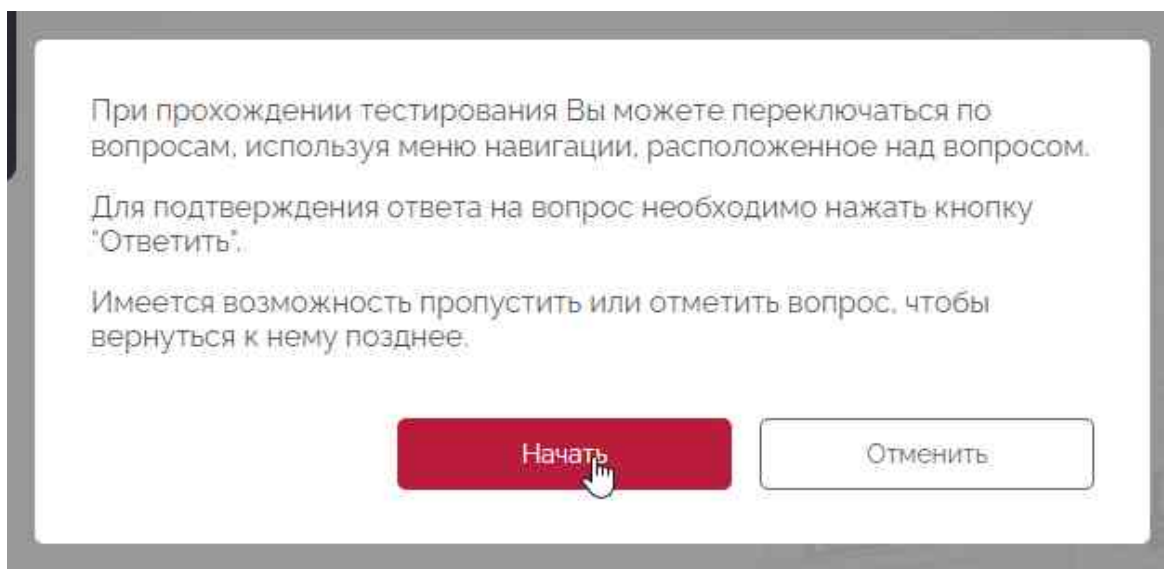 При прохождении тестирования Вы можете переключаться по
вопросам, используя меню навигации, расположенное над вопросом.
Для подтверждения ответа на вопрос необходимо нажать кнопку
"Ответить".
Имеется возможность пропустить или отметить вопрос, чтобы
вернуться к нему позднее.
Начать
Отменить